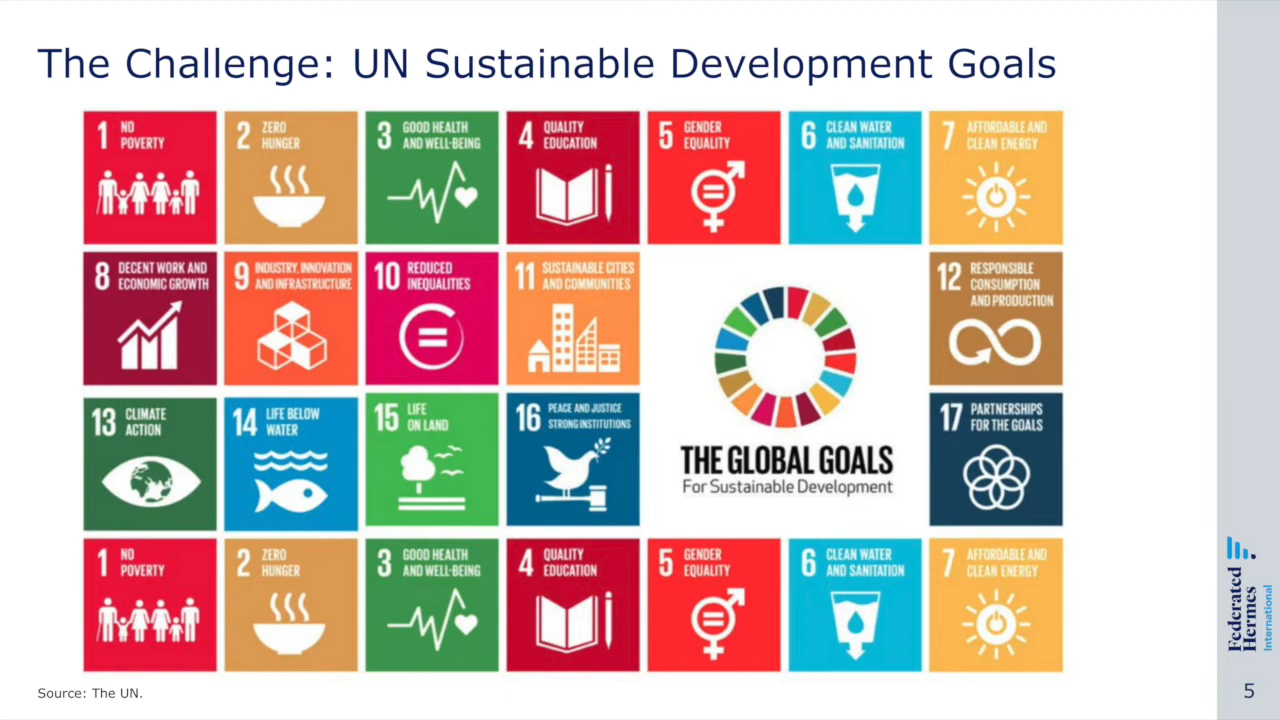 The Challenge: UN Sustainable Development Goals
1 NO
POVERTY
2 ZERO
HUNGER
3 GOOD HEALTH
AND WELL-BEING
4 QUALITY
EDUCATION
5 GENDER
EQUALITY
6 CLEAN WATER
AND SANITATION
7 AFFORDABLE AND
CLEAN ENERGY
8 DECENT WORK AND
ECONOMIC GROWTH
9 INDUSTRY, INNOVATION
AND INFRASTRUCTURE
10 REDUCED
INEQUALITIES
11 SUSTAINABLE CITIES
AND COMMUNITIES
12 RESPONSIBLE
CONSUMPTION
AND PRODUCTION
13 CLIMATE
ACTION
14 LIFE BELOW
WATER
15 LIFE
ON LAND
16 PEACE AND JUSTICE
STRONG INSTITUTIONS
THE GLOBAL GOALS
For Sustainable Development
17 PARTNERSHIPS
FOR THE GOALS
1 NO
POVERTY
2 ZERO
HUNGER
3 GOOD HEALTH
AND WELL-BEING
4 QUALITY
EDUCATION
5 GENDER
EQUALITY
6 CLEAN WATER
AND SANITATION
7 AFFORDABLE AND
CLEAN ENERGY
Source: The UN.
Federated
Hermes
International
5